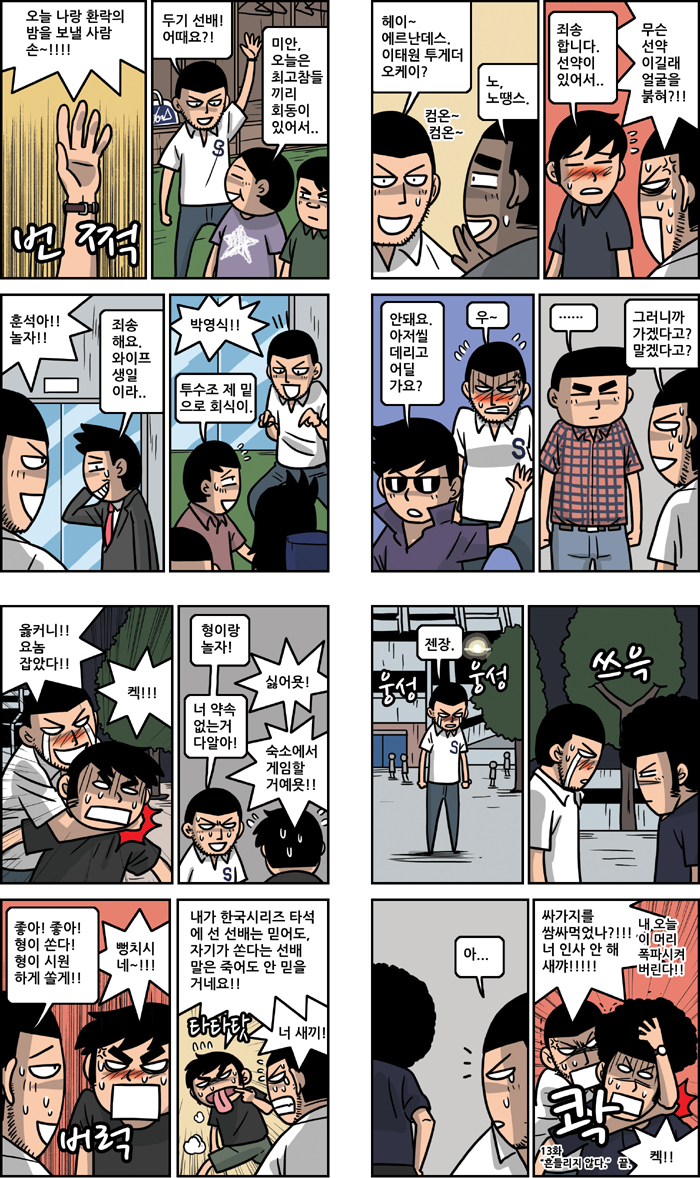 오늘 나랑 환락의
밤을 보낼 사람
손~!!!!
번 쩍
두기 선배!
어때요?!
미안,
오늘은
최고참들
끼리
회동이
있어서..
S
헤이~
에르난데스.
이태원 투게더
오케이?
컴온~
컴온~
노,
노땡스.
죄송
합니다.
선약이
있어서..
무슨
선약
이길래
얼굴을
붉혀?!!
훈석아!!
놀자!!
죄송
해요.
와이프
생일
이라..
박영식!!
투수조 제 밑
으로 회식이.
안돼요.
아저씰
데리고
어딜
가요?
우~
S
......
그러니까
가겠다고?
말겠다고?
옳커니!!
요놈
잡았다!!
켁!!!
형이랑
놀자!
너 약속
없는거
다알아!
싫어욧!
숙소에서
게임할
거예욧!!
S
젠장.
웅성
웅성
S
쓰윽
좋아! 좋아!
형이 쏜다!
형이 시원
하게 쏠게!!
뻥치시
네~!!!
버럭
내가 한국시리즈 타석
에 선 선배는 믿어도,
자기가 쏜다는 선배
말은 죽어도 안 믿을
거네요!!
타타탓
너 새끼!
아...
싸가지를
쌈싸먹었나?!!!
너 인사 안 해
새꺄!!!!!
내 오늘
이 머리
폭파시켜
버린다!!
콱
켁!!
13화
"흔들리지 않다." 끝.